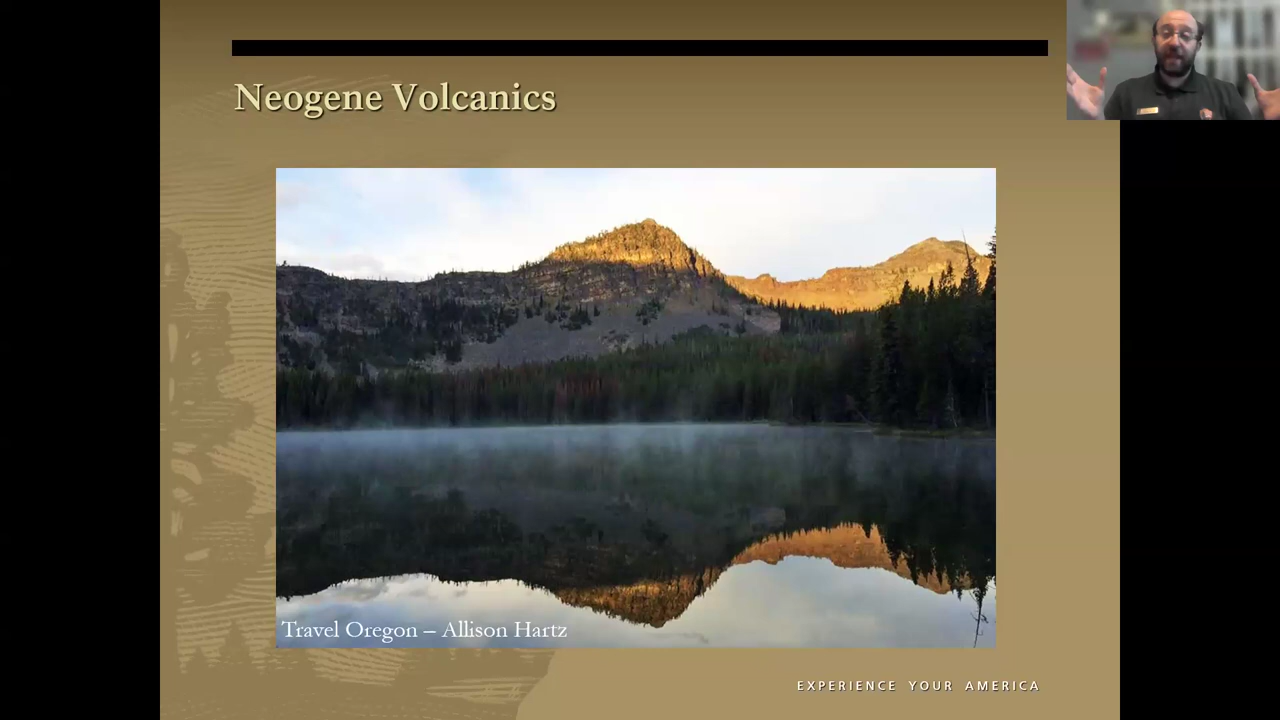 Neogene Volcanics
Travel Oregon – Allison Hartz
EXPERIENCE YOUR AMERICA